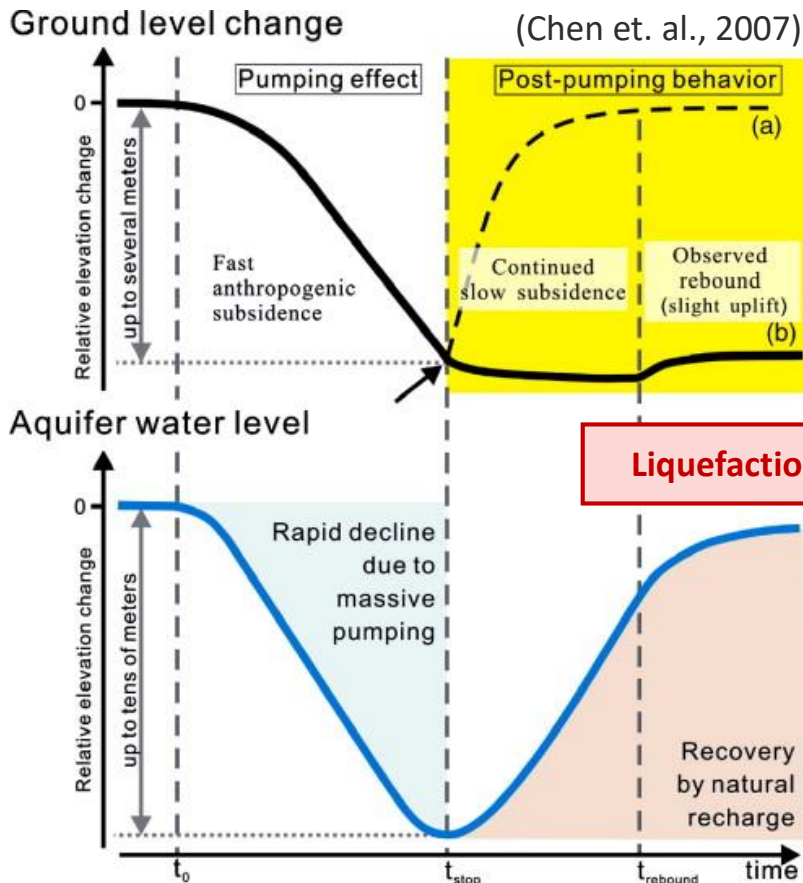 Ground level change
(Chen et. al., 2007)
Pumping effect
Post-pumping behavior
0
Relative elevation change
up to several meters
(a)
Fast
anthropogenic
subsidence
Continued
slow subsidence
Observed
rebound
(slight uplift)
(b)
Aquifer water level
Liquefactio
0
Relative elevation change
up to tens of meters
Rapid decline
due to
massive
pumping
Recovery
by natural
recharge
t0
tstop
trebound
time